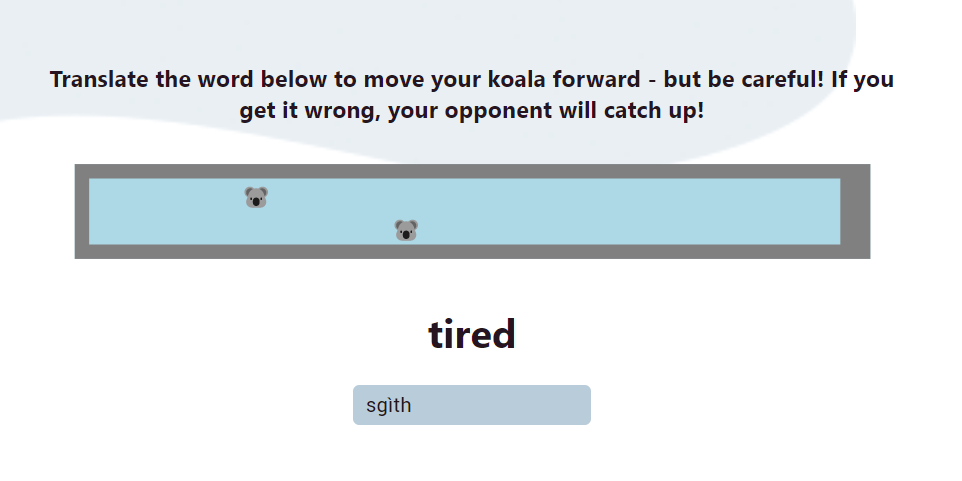 Translate the word below to move your koala forward - but be careful! If you
get it wrong, your opponent will catch up!
tired
sgìth